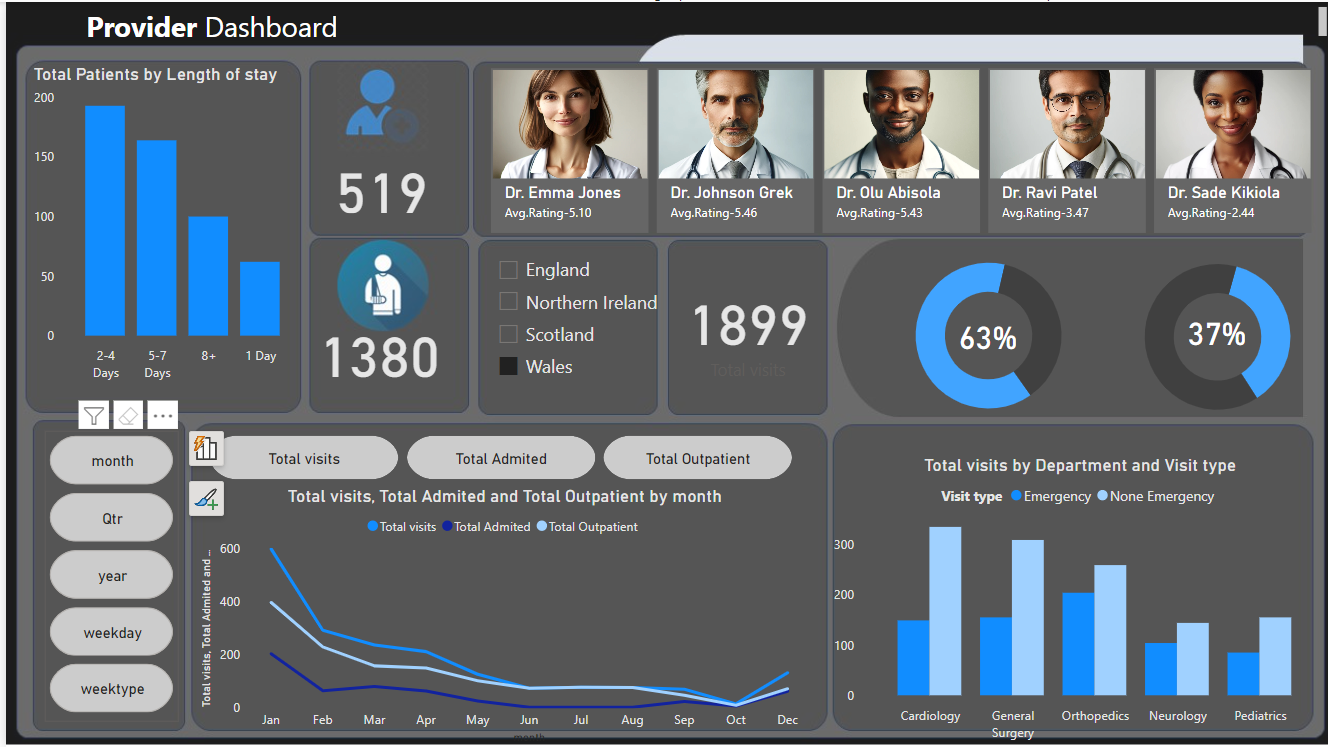 Provider Dashboard
Total Patients by Length of stay
200
150
100
50
0
2-4
Days
5-7
Days
8+
1 Day
519
1380
Dr. Emma Jones
Avg.Rating-5.10
Dr. Johnson Grek
Avg.Rating-5.46
Dr. Olu Abisola
Avg.Rating-5.43
Dr. Ravi Patel
Avg.Rating-3.47
Dr. Sade Kikiola
Avg.Rating-2.44
England
Northern Ireland
Scotland
Wales
1899
Total visits
63%
37%
month
Qtr
year
weekday
weektype
Total visits
Total Admited
Total Outpatient
Total visits, Total Admited and Total Outpatient by month
Total visits Total Admited Total Outpatient
Total visits, Total Admited and ...
600
400
200
0
Jan Feb Mar Apr May Jun Jul Aug Sep Oct Dec
month
Total visits by Department and Visit type
Visit type Emergency None Emergency
300
200
100
0
Cardiology
General
Surgery
Orthopedics
Neurology
Pediatrics